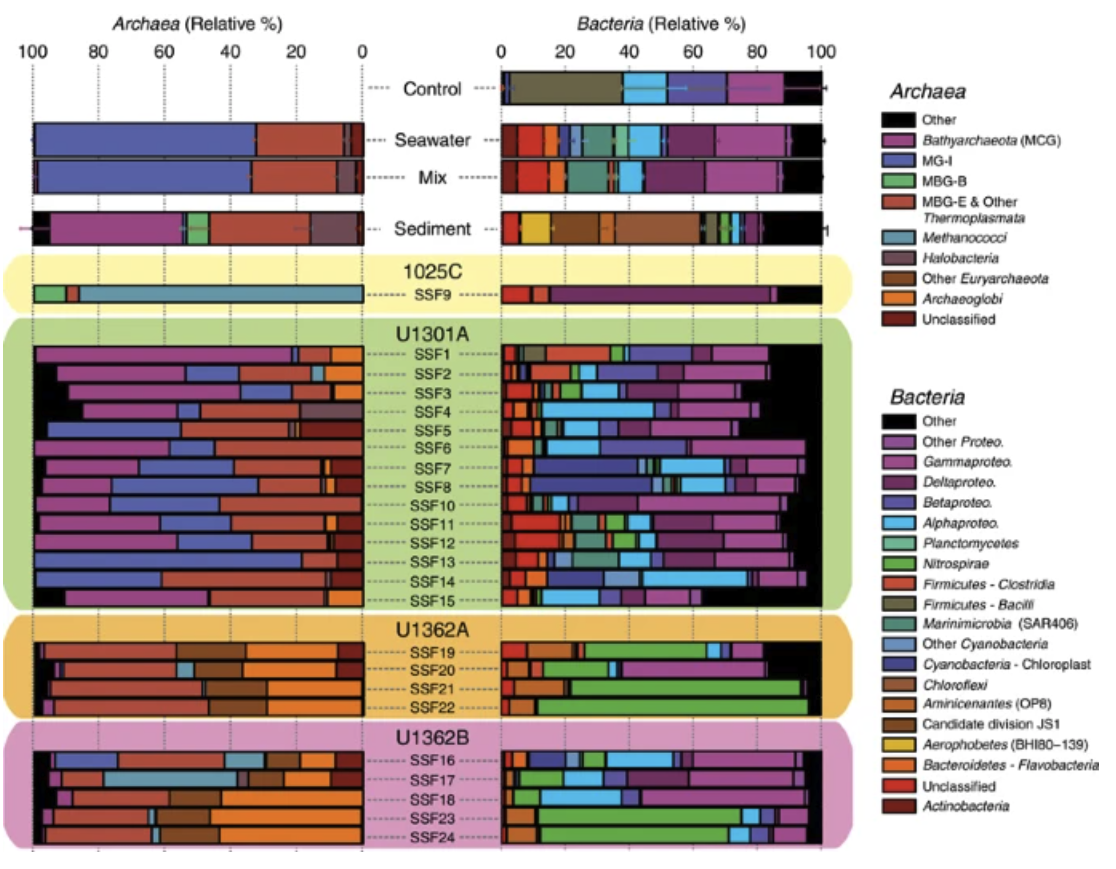 Archaea (Relative %)
Bacteria (Relative %)
100 80 60 40 20 0
0 20 40 60 80 100
Control
Seawater
Mix
Sediment
1025C
SSF9
U1301A
SSF1
SSF2
SSF3
SSF4
SSF5
SSF6
SSF7
SSF8
SSF10
SSF11
SSF12
SSF13
SSF14
SSF15
U1362A
SSF19
SSF20
SSF21
SSF22
U1362B
SSF16
SSF17
SSF18
SSF23
SSF24
Archaea
Other
Bathyarchaeota (MCG)
MG-I
MBG-B
MBG-E & Other
Thermoplasmata
Methanococci
Halobacteria
Other Euryarchaeota
Archaeoglobi
Unclassified
Bacteria
Other
Other Proteo.
Gammaproteo.
Deltaproteo.
Betaproteo.
Alphaproteo.
Planctomycetes
Nitrospirae
Firmicutes - Clostridia
Firmicutes - Bacilli
Marinimicrobia (SAR406)
Other Cyanobacteria
Cyanobacteria - Chloroplast
Chloroflexi
Aminicenantes (OP8)
Candidate division JS1
Aerophobetes (BHI80–139)
Bacteroidetes - Flavobacteria
Unclassified
Actinobacteria